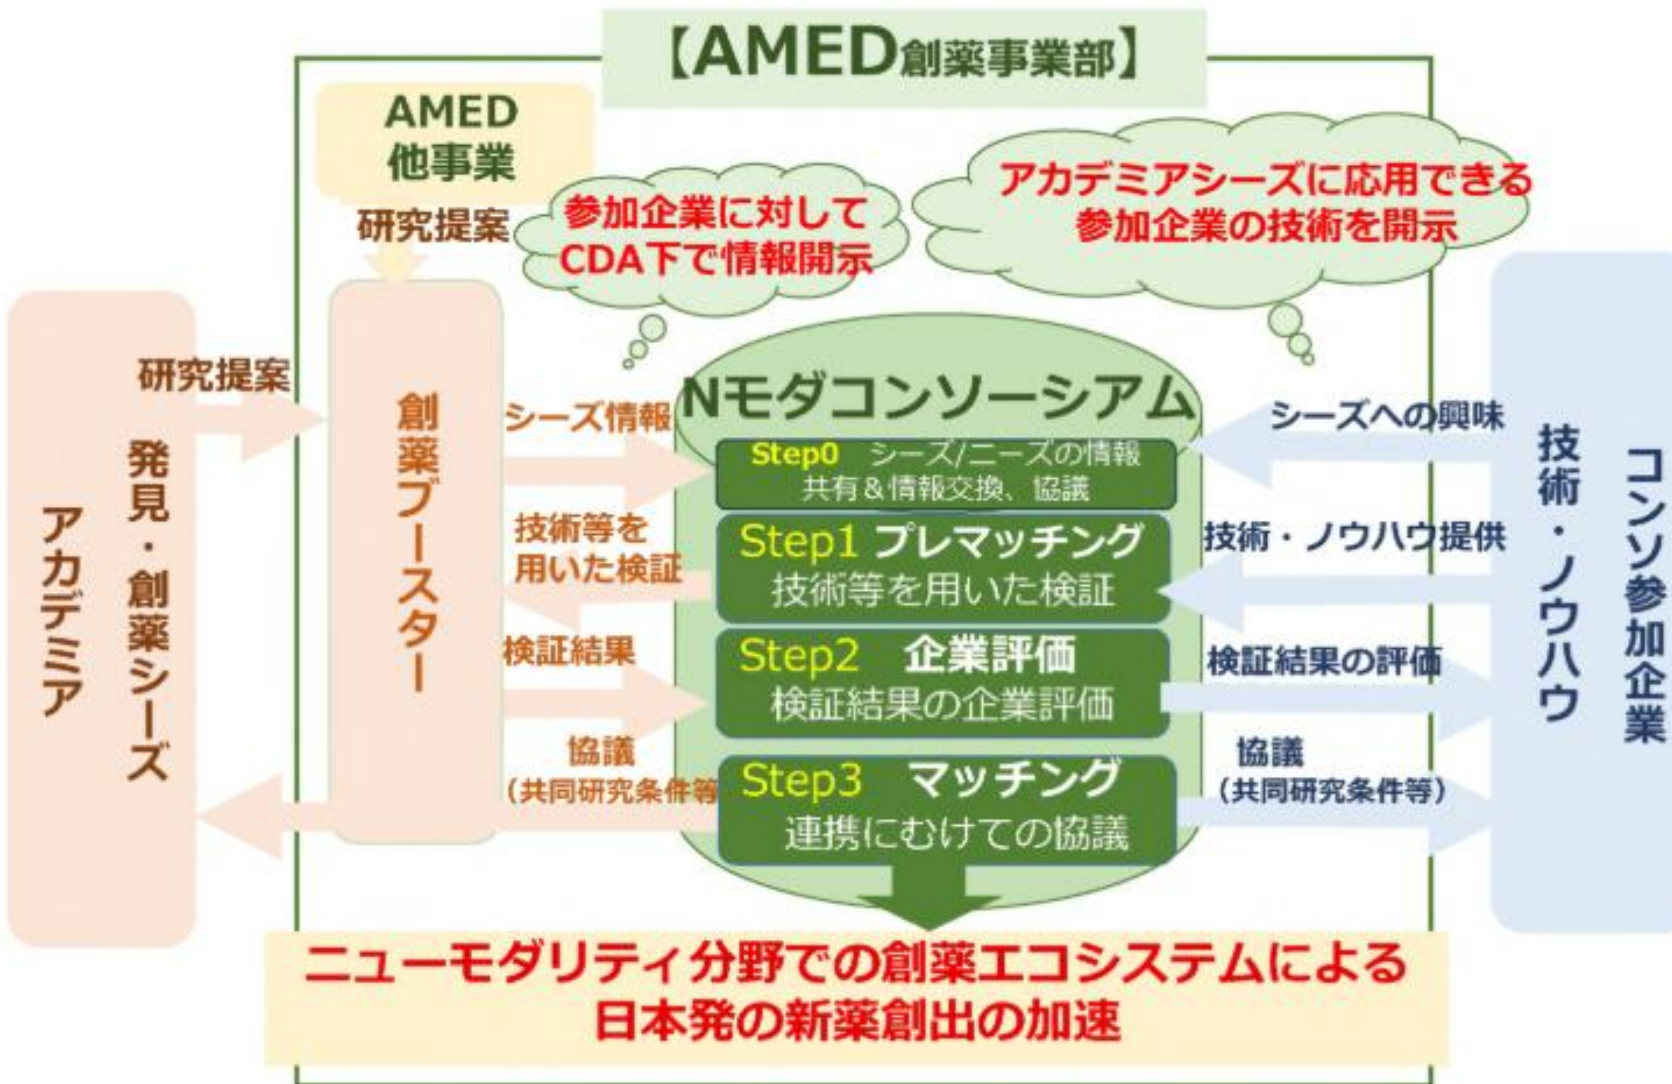 【AMED創薬事業部】
AMED
他事業
研究提案
参加企業に対して
CDA下で情報開示
アカデミアシーズに応用できる
参加企業の技術を開示
アカデミア
発見・創薬シーズ
研究提案
創薬ブースター
シーズ情報
技術等を
用いた検証
検証結果
協議
（共同研究条件等
Nモダコンソーシアム
Step0 シーズ/ニーズの情報
共有＆情報交換、協議
Step1 プレマッチング
技術等を用いた検証
Step2 企業評価
検証結果の企業評価
Step3 マッチング
連携にむけての協議
シーズへの興味
技術・ノウハウ提供
検証結果の評価
協議
（共同研究条件等）
コンソ参加企業
技術・ノウハウ
ニューモダリティ分野での創薬エコシステムによる
日本発の新薬創出の加速